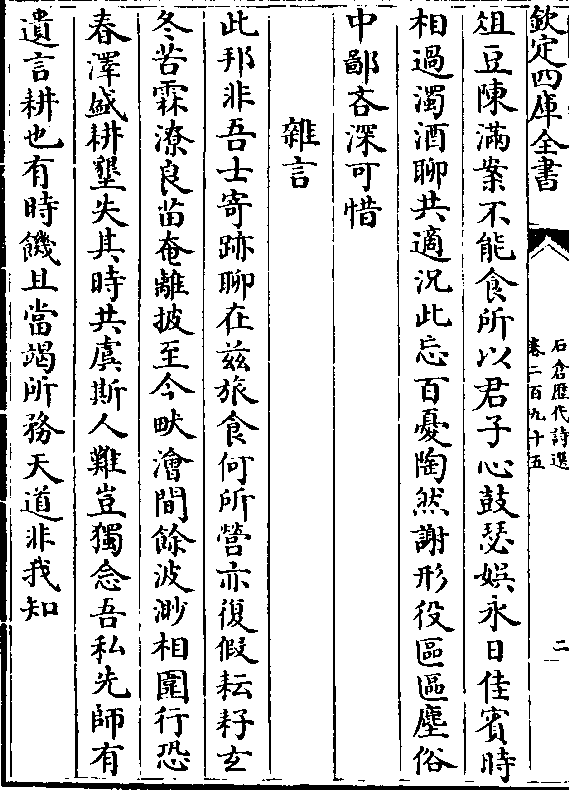 欽定四庫全書
石倉歷代詩選
卷二百九十五
二
俎豆陳滿案不能食所以君子心鼓瑟娯永日佳賓時
相過濁酒聊共適況此忘百憂陶然謝形役區區塵俗
中鄙吝深可惜
雜言
此邦非吾土寄跡聊在兹旅食何所營亦復假耘耔玄
冬苦霖潦良苗奄離披至今畎澮間餘波渺相圍行恐
春澤盛耕墾失其時共虞斯人難豈獨念吾私先師有
遺言耕也有時饑且當竭所務天道非我知